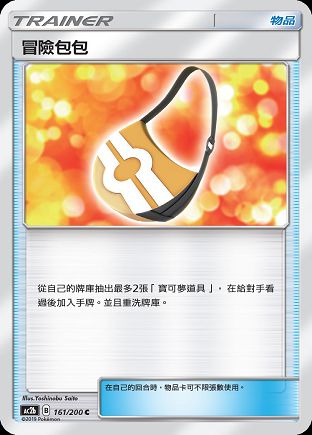 TRAINER 物品
冒險包包
從自己的牌庫抽出最多2張「寶可夢道具」，在給對手看
過後加入手牌。並且重洗牌庫。
Illus.Yoshinobu Saito
AC2b B 161/200 C
©2019 Pokémon
在自己的回合時，物品卡可不限張數使用。